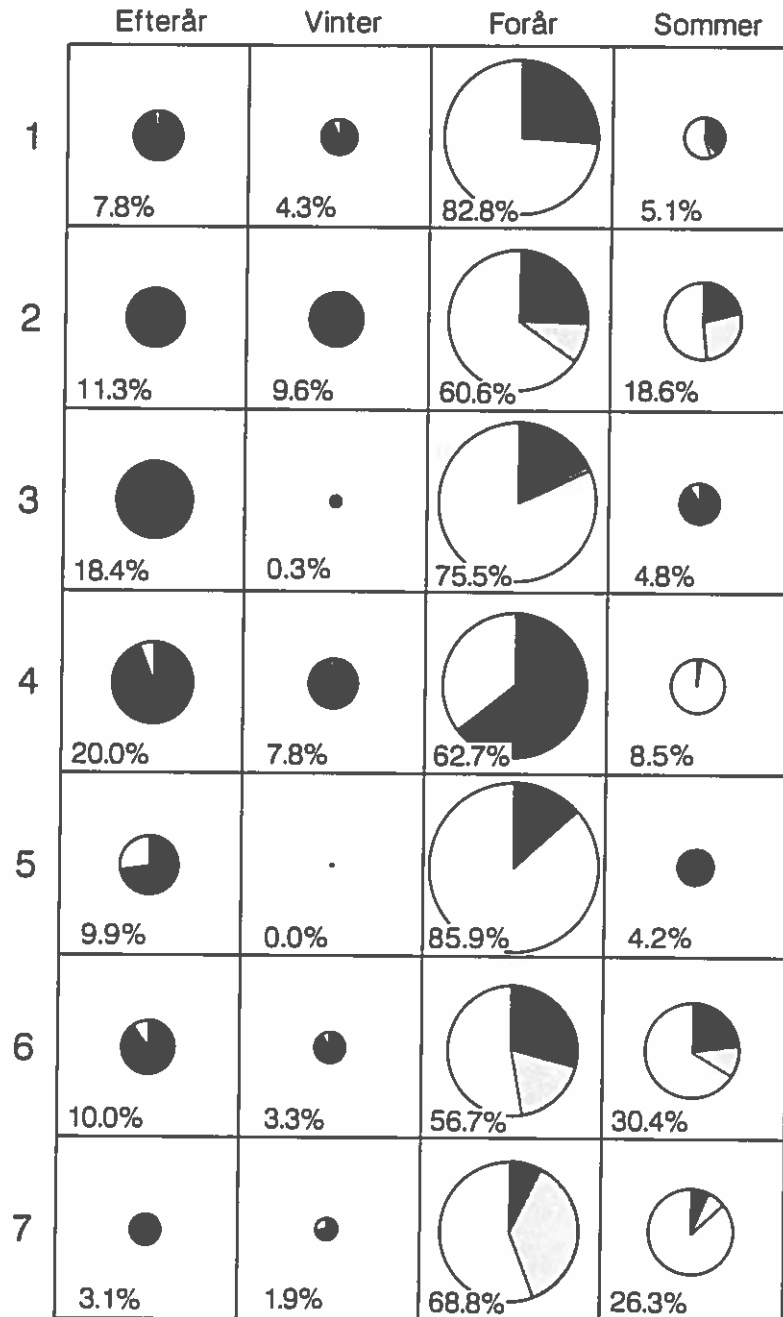 Efterår Vinter Forår Sommer
1
7.8% 4.3% 82.8% 5.1%
2
11.3% 9.6% 60.6% 18.6%
3
18.4% 0.3% 75.5% 4.8%
4
20.0% 7.8% 62.7% 8.5%
5
9.9% 0.0% 85.9% 4.2%
6
10.0% 3.3% 56.7% 30.4%
7
3.1% 1.9% 68.8% 26.3%